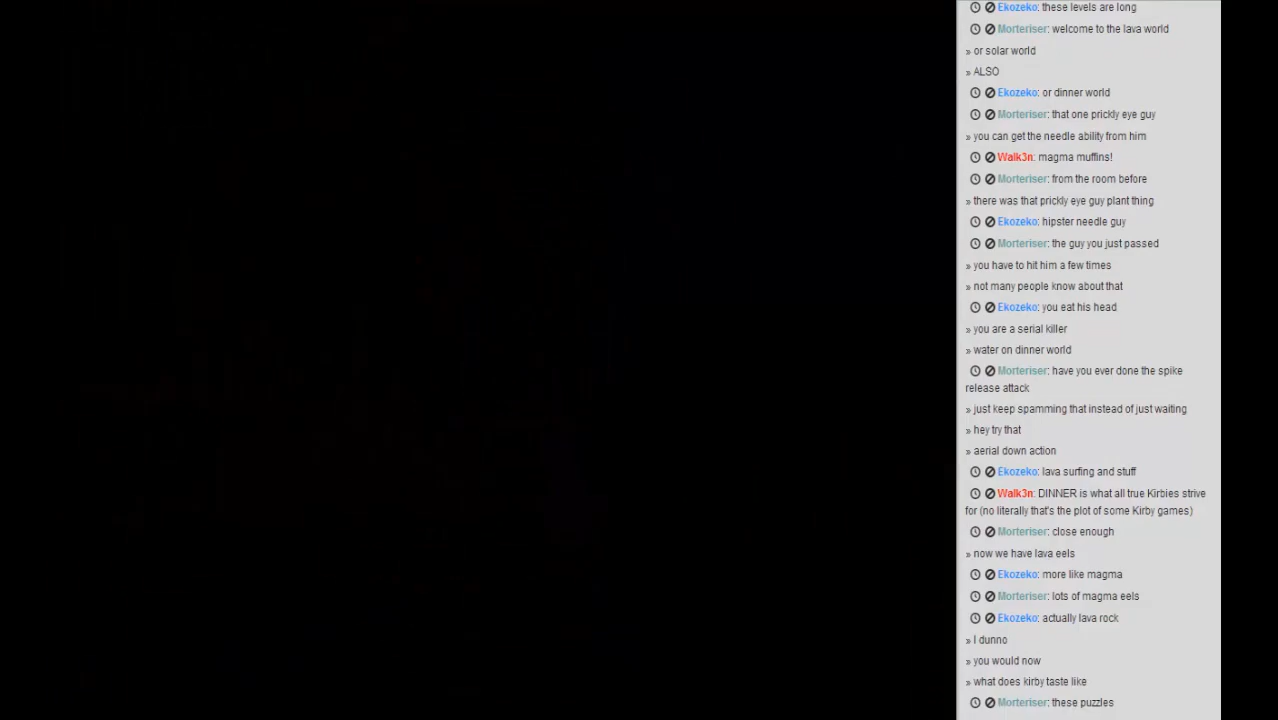 Ekozeko: these levels are long
Morteriser: welcome to the lava world
» or solar world
» ALSO
Ekozeko: or dinner world
Morteriser: that one prickly eye guy
» you can get the needle ability from him
Walk3n: magma muffins!
Morteriser: from the room before
» there was that prickly eye guy plant thing
Ekozeko: hipster needle guy
Morteriser: the guy you just passed
» you have to hit him a few times
» not many people know about that
Ekozeko: you eat his head
» you are a serial killer
» water on dinner world
Morteriser: have you ever done the spike
release attack
» just keep spamming that instead of just waiting
» hey try that
» aerial down action
Ekozeko: lava surfing and stuff
Walk3n: DINNER is what all true Kirbies strive
for (no literally that's the plot of some Kirby games)
Morteriser: close enough
» now we have lava eels
Ekozeko: more like magma
Morteriser: lots of magma eels
Ekozeko: actually lava rock
» I dunno
» you would now
» what does kirby taste like
Morteriser: these puzzles